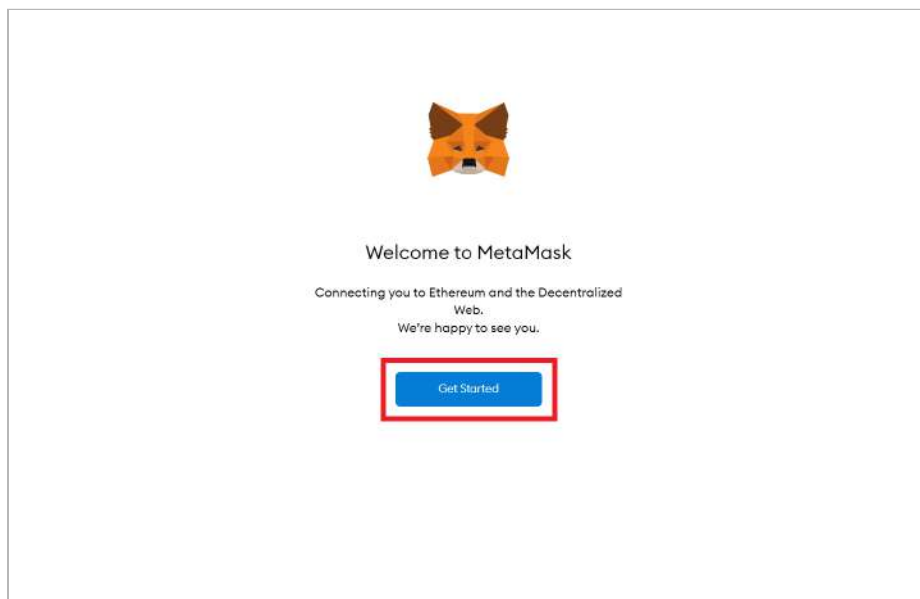 Welcome to MetaMask
Connecting you to Ethereum and the Decentralized
Web.
We're happy to see you.
Get Started